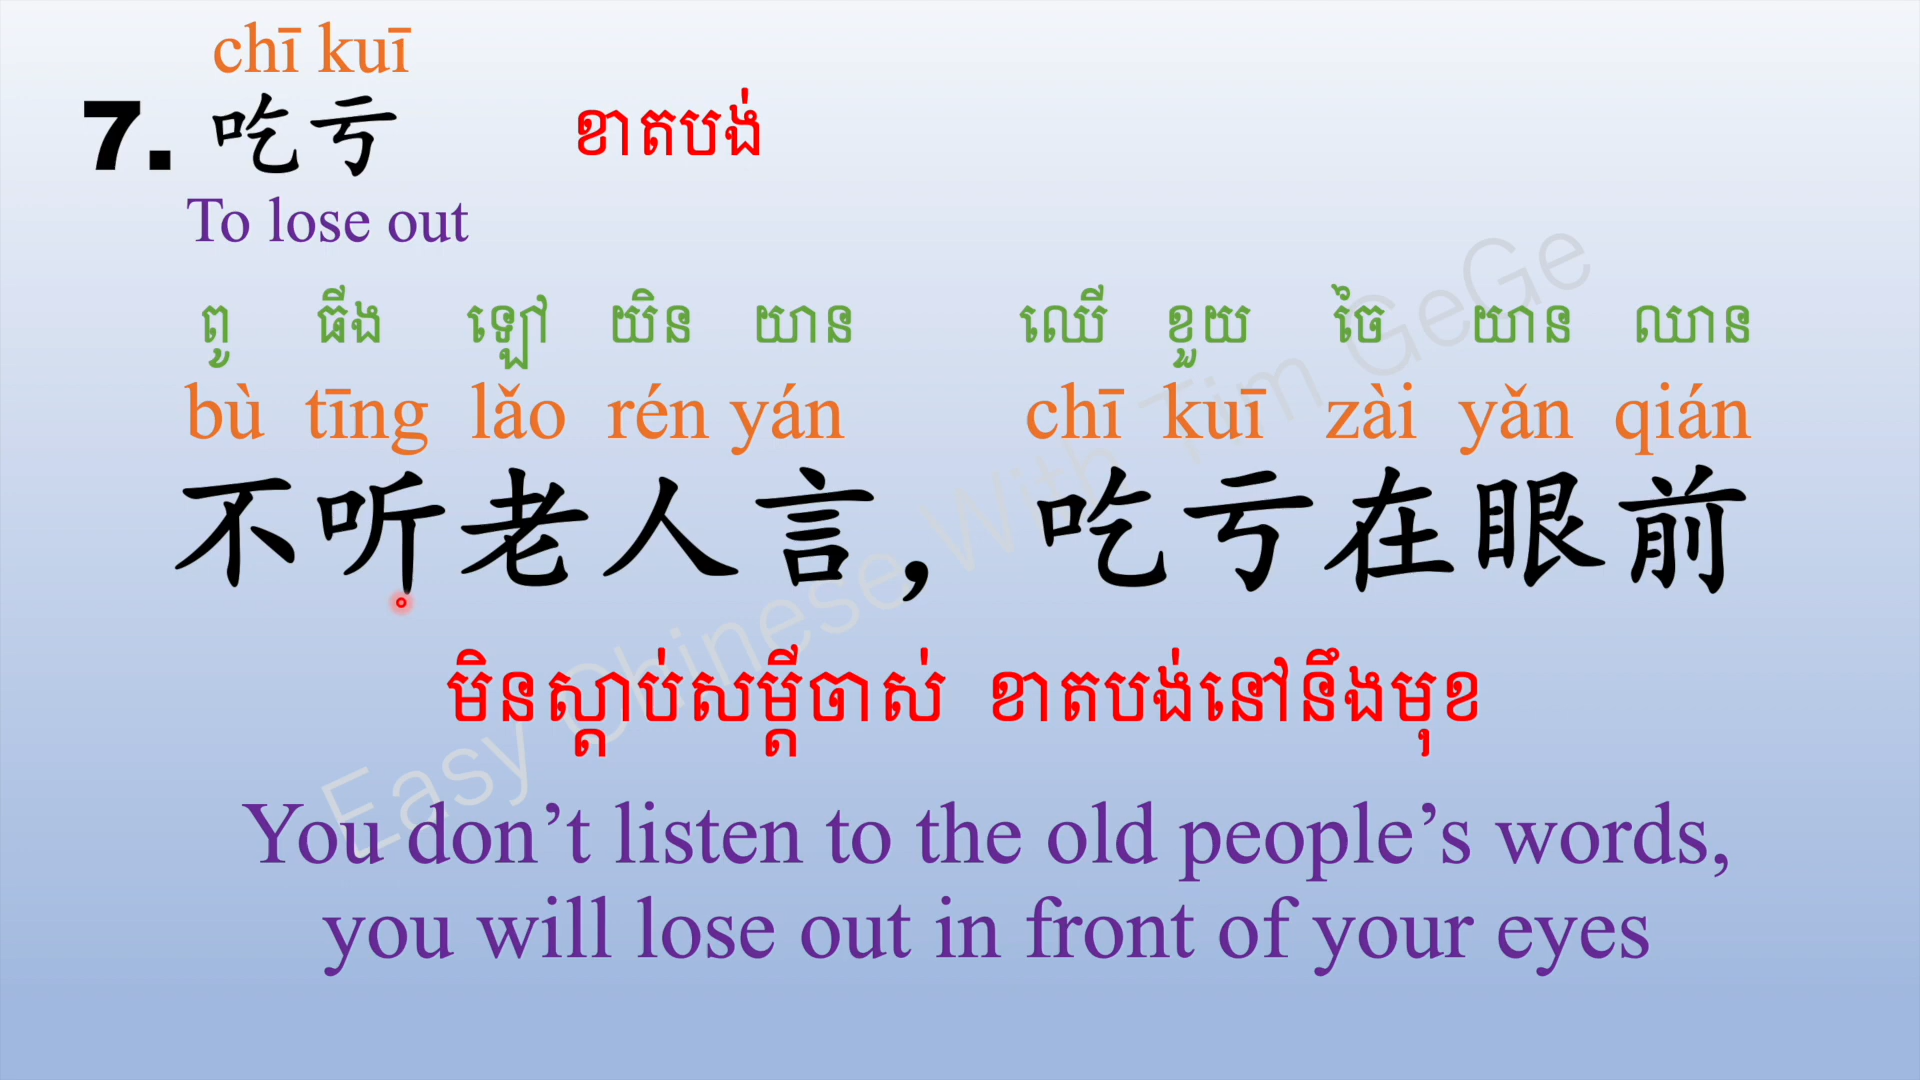 chī kuī
7. 吃亏 ខាតបង់
To lose out
ពូ ធីង ឡៅ យិន យាន ឈើ ខួយ ចៃ យាន ឈាន
bù tīng lǎo rén yán chī kuī zài yǎn qián
不听老人言, 吃亏在眼前
មិនស្តាប់សម្តីចាស់ ខាតបង់នៅនឹងមុខ
You don’t listen to the old people’s words,
you will lose out in front of your eyes
Easy Chinese With Tim GeGe